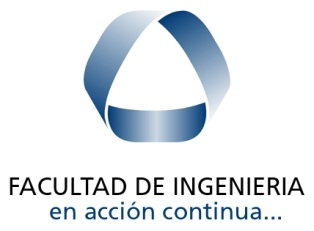 FACULTAD DE INGENIERIA
en acción continua...